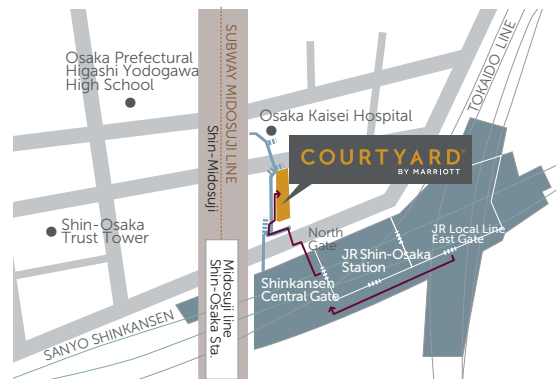 Osaka Prefectural
Higashi Yodogawa
High School
SUBWAY MIDOSUJI LINE
Shin-Midosuji
TOKAIDO LINE
Osaka Kaisei Hospital
COURTYARD®
BY MARRIOTT
Shin-Osaka
Trust Tower
North
Gate
JR Local Line
East Gate
JR Shin-Osaka
Station
Shinkansen
Central Gate
Midosuji line
Shin-Osaka Sta.
SANYO SHINKANSEN